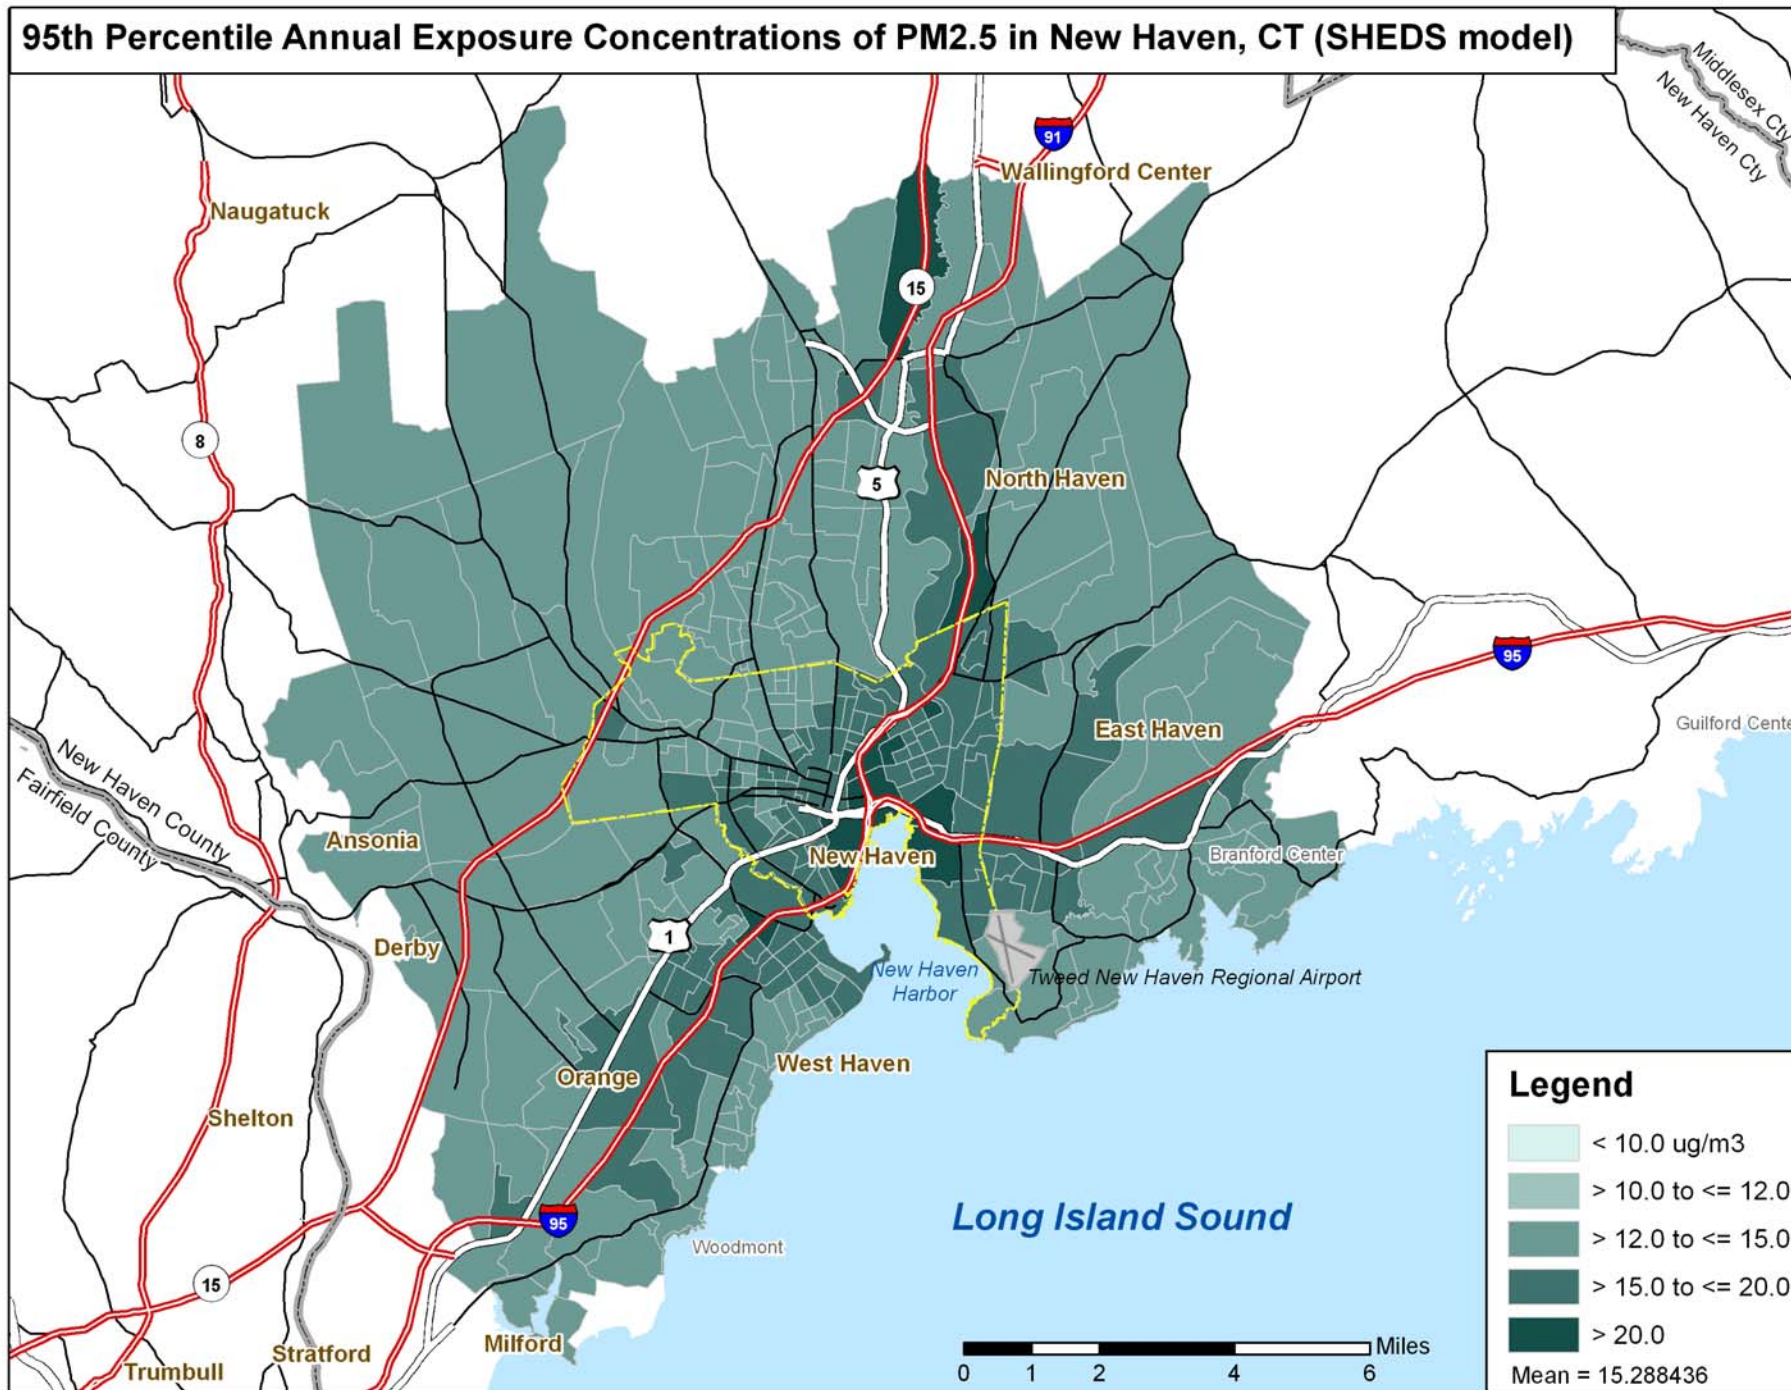 95th Percentile Annual Exposure Concentrations of PM2.5 in New Haven, CT (SHEDS model)
Middlesex Cty
New Haven Cty
91
Wallingford Center
Naugatuck
15
8
5
North Haven
95
East Haven
Guilford Cente
New Haven County
Fairfield County
Ansonia
New Haven
Branford Center
1
Derby
New Haven
Harbor
Tweed New Haven Regional Airport
West Haven
Orange
Shelton
Legend
< 10.0 ug/m3
> 10.0 to <= 12.0
> 12.0 to <= 15.0
> 15.0 to <= 20.0
> 20.0
Mean = 15.288436
95
Long Island Sound
Woodmont
15
Milford
Stratford
Trumbull
Miles
0 1 2 4 6